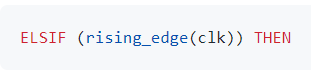 ELSIF (rising_edge(clk)) THEN